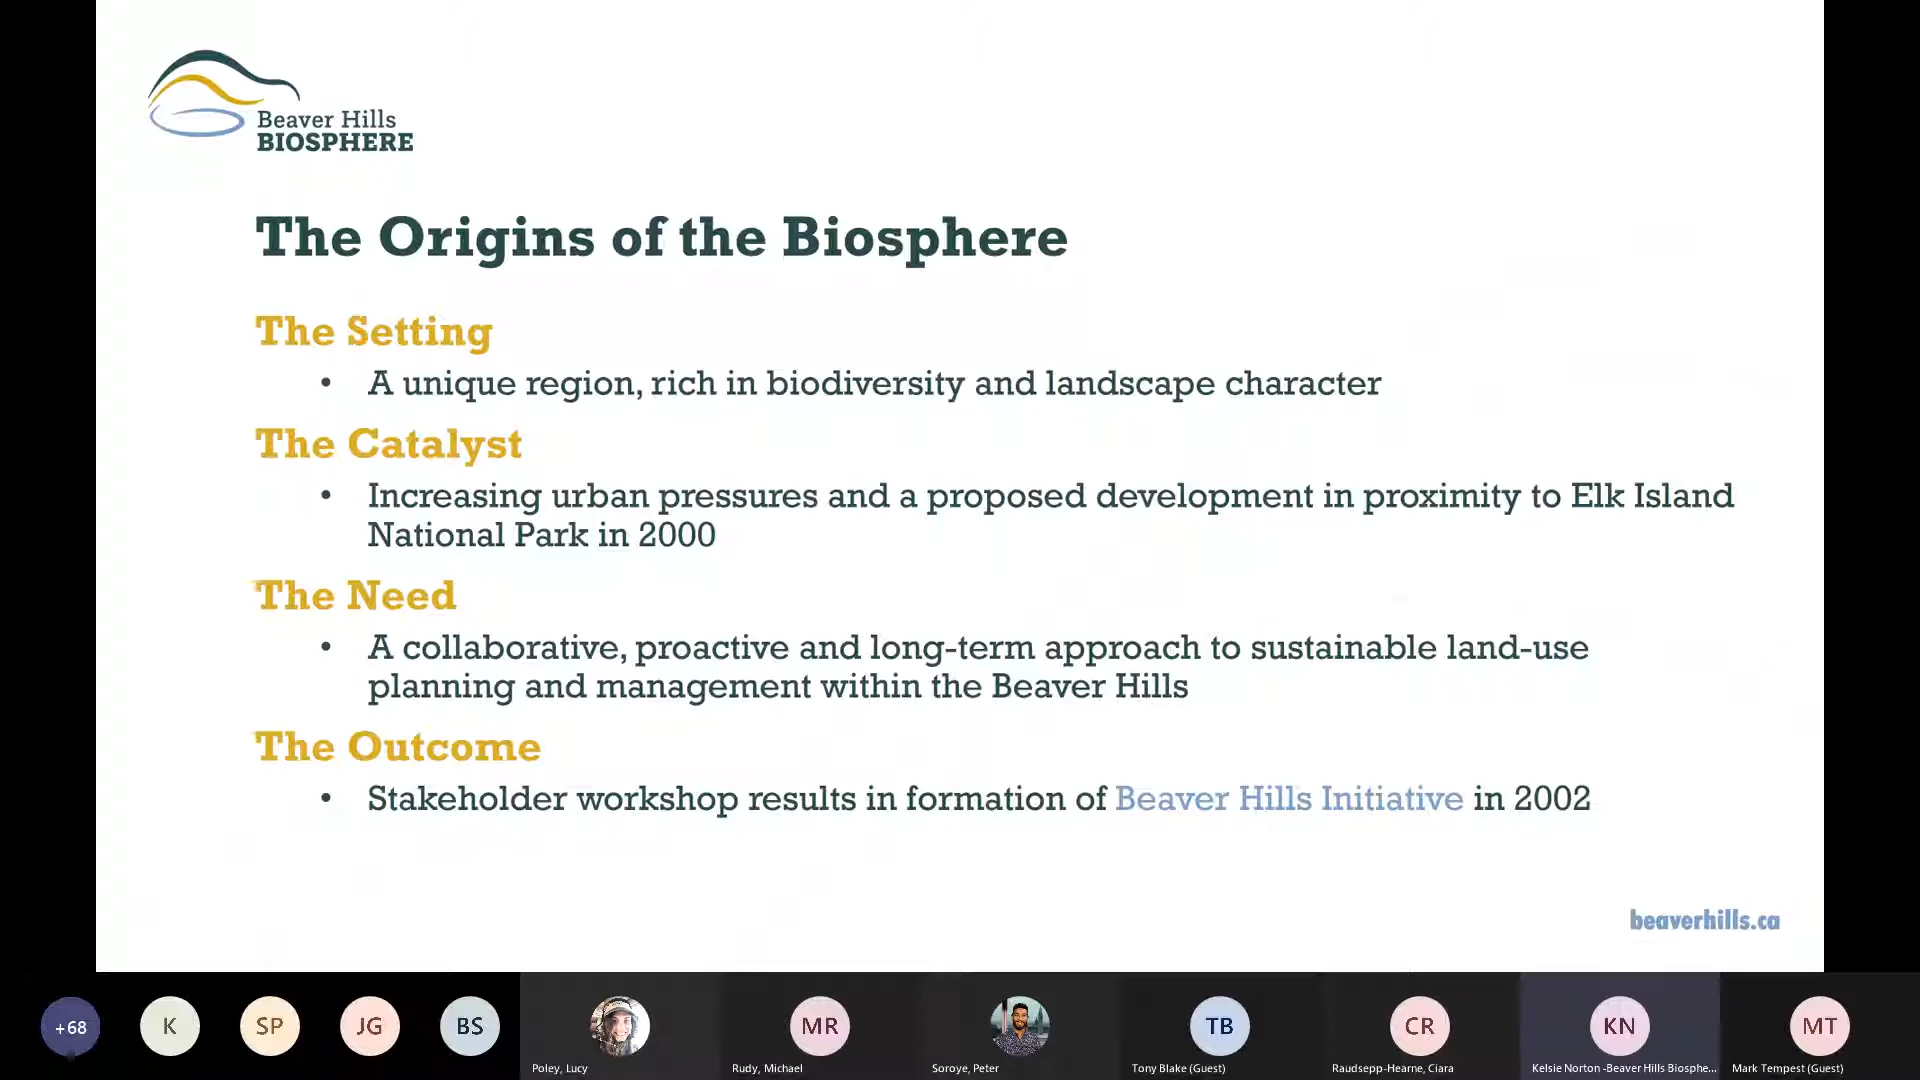 Beaver Hills
BIOSPHERE
The Origins of the Biosphere
The Setting
• A unique region, rich in biodiversity and landscape character
The Catalyst
• Increasing urban pressures and a proposed development in proximity to Elk Island
National Park in 2000
The Need
• A collaborative, proactive and long-term approach to sustainable land-use
planning and management within the Beaver Hills
The Outcome
• Stakeholder workshop results in formation of Beaver Hills Initiative in 2002
beaverhills.ca
+68 K SP JG BS MR TB CR KN MT
Poley, Lucy Rudy, Michael Soroye, Peter Tony Blake (Guest) Raudsepp-Hearne, Ciara Kelsie Norton -Beaver Hills Biosphe... Mark Tempest (Guest)